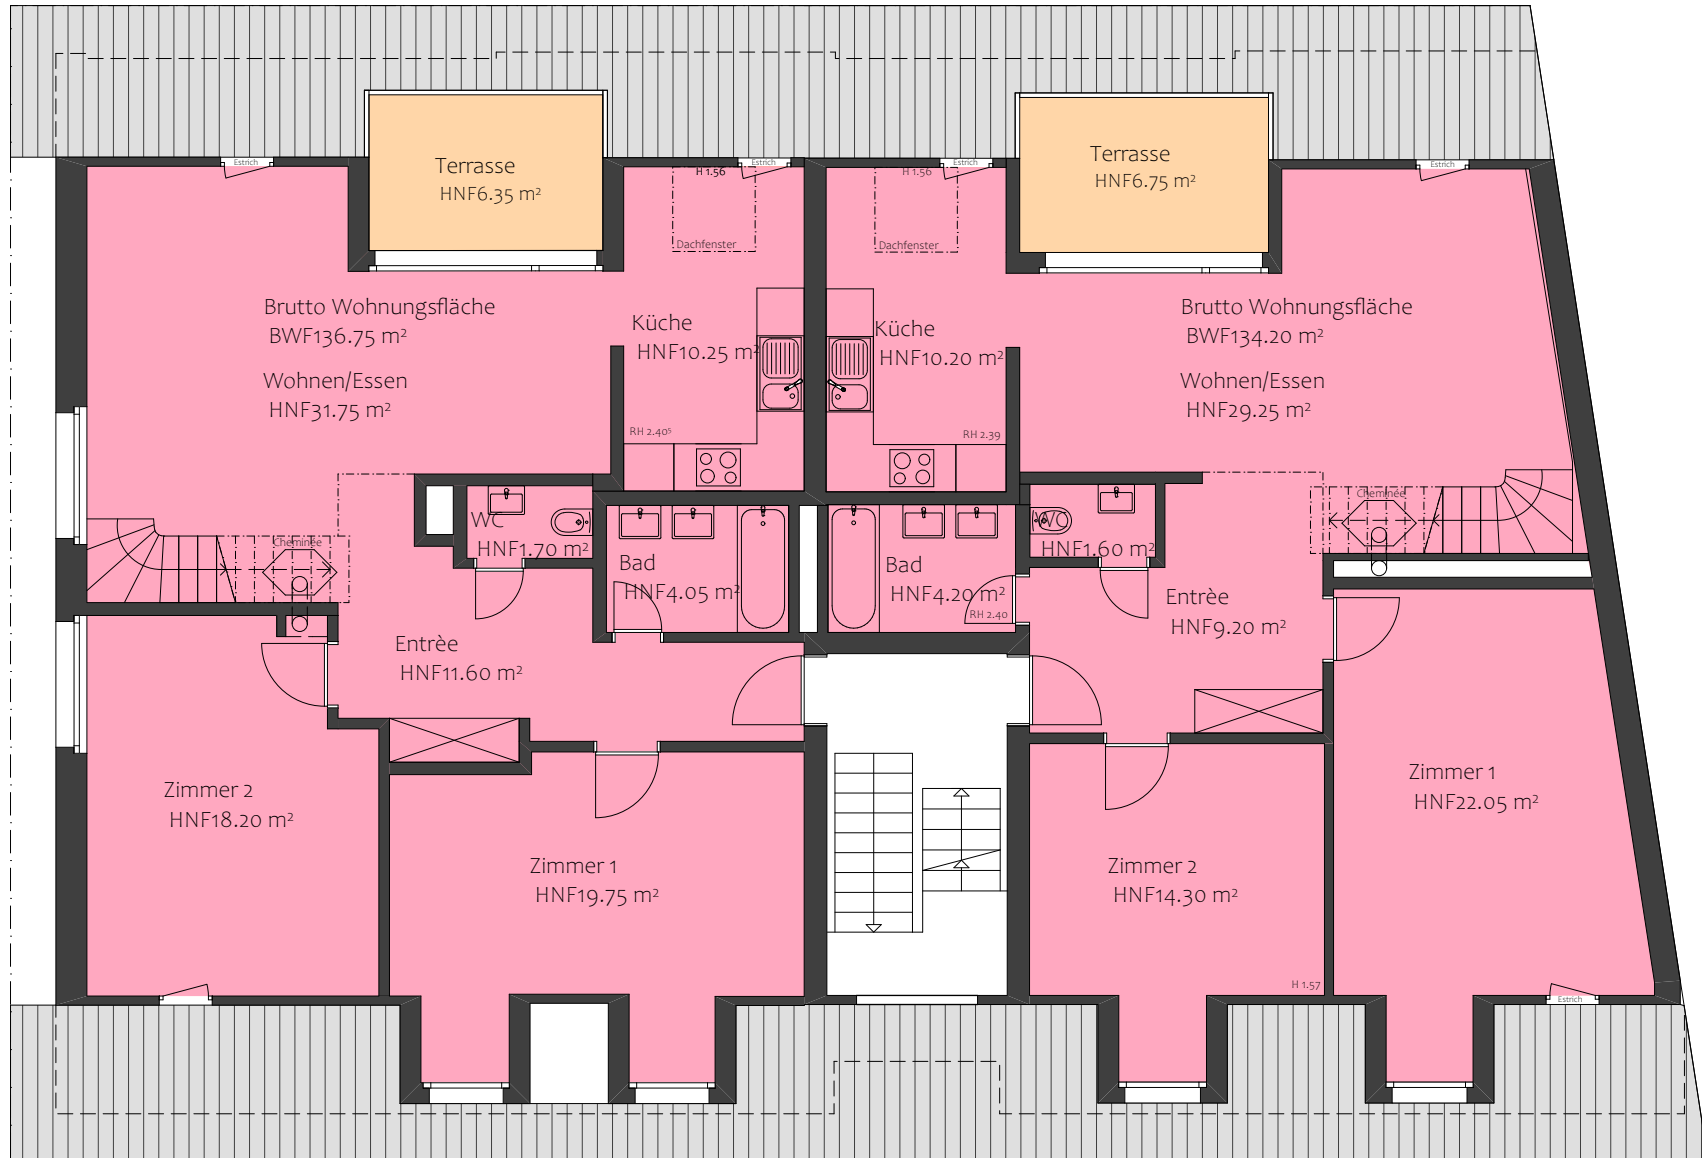 Estrich
Estrich
Estrich
Estrich
Terrasse
HNF6.35 m²
H 1.56
H 1.56
Terrasse
HNF6.75 m²
Dachfenster
Dachfenster
Brutto Wohnungsfläche
BWF136.75 m²
Wohnen/Essen
HNF31.75 m²
Küche
HNF10.25 m²
RH 2.40⁵
Küche
HNF10.20 m²
RH 2.39
Brutto Wohnungsfläche
BWF134.20 m²
Wohnen/Essen
HNF29.25 m²
Cheminée
WC
HNF1.70 m²
Bad
HNF4.05 m²
Bad
HNF4.20 m²
RH 2.40
WC
HNF1.60 m²
Cheminée
Entrèe
HNF11.60 m²
Entrèe
HNF9.20 m²
Zimmer 2
HNF18.20 m²
Zimmer 1
HNF19.75 m²
Zimmer 2
HNF14.30 m²
H 1.57
Zimmer 1
HNF22.05 m²
Estrich